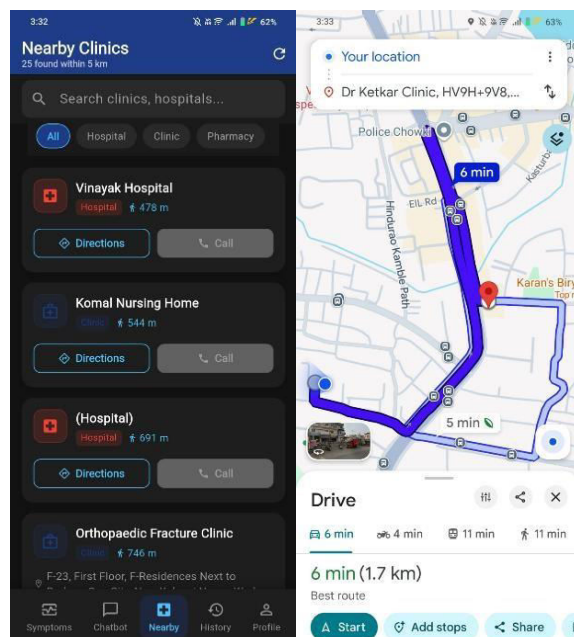 3:32
62%
Nearby Clinics
25 found within 5 km
Search clinics, hospitals...
All
Hospital
Clinic
Pharmacy
Vinayak Hospital
Hospital 478 m
Directions
Call
Komal Nursing Home
Clinic 544 m
Directions
Call
(Hospital)
Hospital 691 m
Directions
Call
Orthopaedic Fracture Clinic
Clinic 746 m
F-23, First Floor, F-Residences Next to
Symptoms
Chatbot
Nearby
History
Profile
3:33
63%
Your location
Dr Ketkar Clinic, HV9H+9V8,...
Police Chowki
6 min
Kasturba
EIL Rd
Hindurao Kamble Path
Karan's Biry
Top r
5 min
Drive
6 min
4 min
11 min
11 min
6 min (1.7 km)
Best route
Start
Add stops
Share